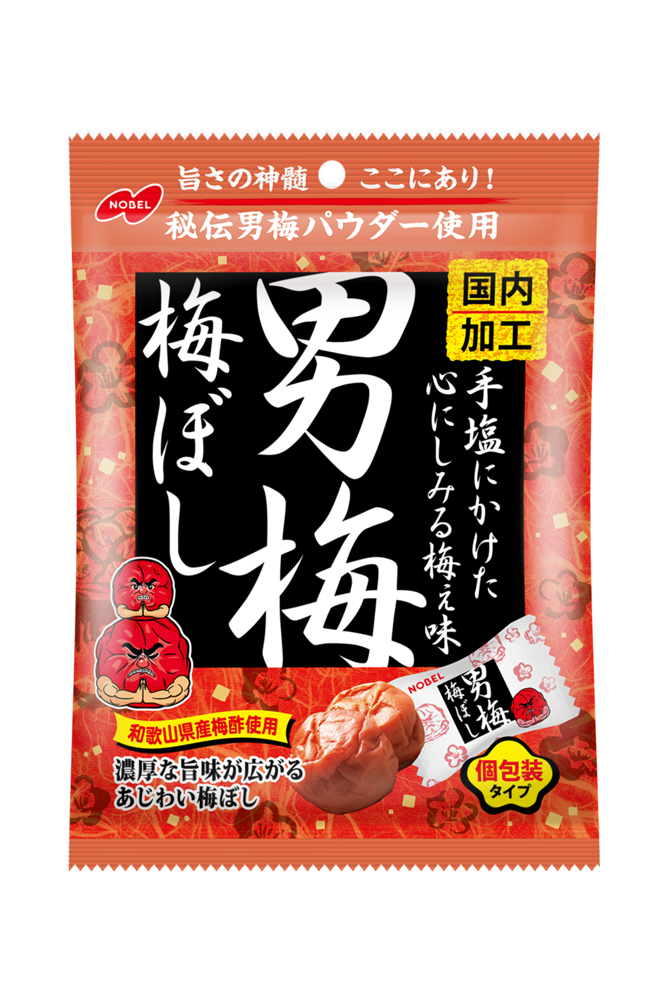 旨さの神髄 ここにあり!
NOBEL
秘伝男梅パウダー使用
国内
加工
手塩にかけた
心にしみる梅ぇ味
男梅
梅ぼし
NOBEL
男梅
梅ぼし
和歌山県産梅酢使用
濃厚な旨味が広がる
あじわい梅ぼし
個包装
タイプ